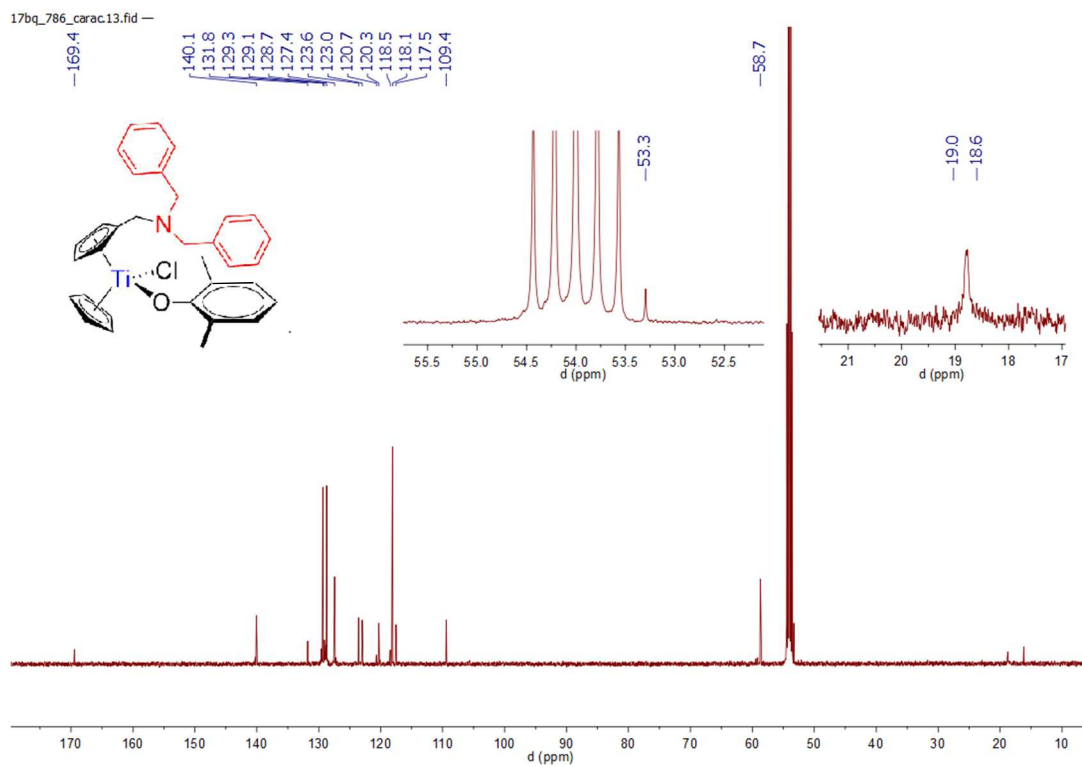 17bq_786_carac.13.fid —
—169.4
140.1
131.8
129.3
129.1
128.7
127.4
123.6
123.0
120.7
120.3
118.5
118.1
117.5
—109.4
—58.7
—53.3
—19.0
—18.6
N
Ti
Cl
O
55.5 55.0 54.5 54.0 53.5 53.0 52.5
d (ppm)
21 20 19 18 17
d (ppm)
170 160 150 140 130 120 110 100 90 80 70 60 50 40 30 20 10
d (ppm)